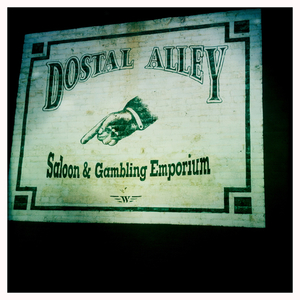 DOSTAL ALLEY
Saloon & Gambling Emporium
W